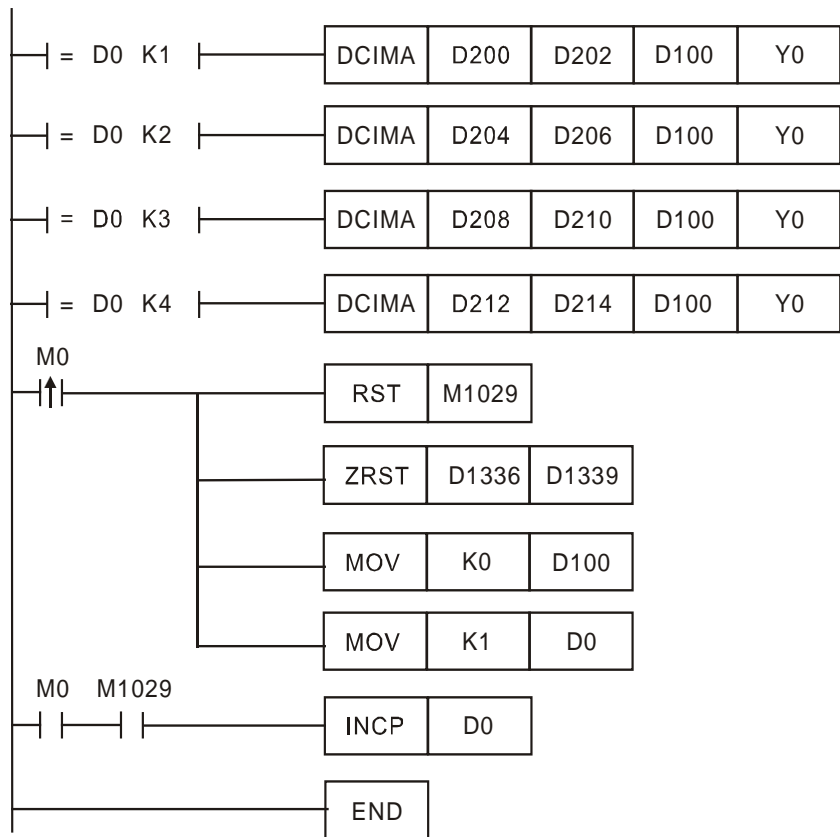 = D0 K1 DCIMA D200 D202 D100 Y0
= D0 K2 DCIMA D204 D206 D100 Y0
= D0 K3 DCIMA D208 D210 D100 Y0
= D0 K4 DCIMA D212 D214 D100 Y0
M0
RST M1029
ZRST D1336 D1339
MOV K0 D100
MOV K1 D0
M0 M1029
INCP D0
END